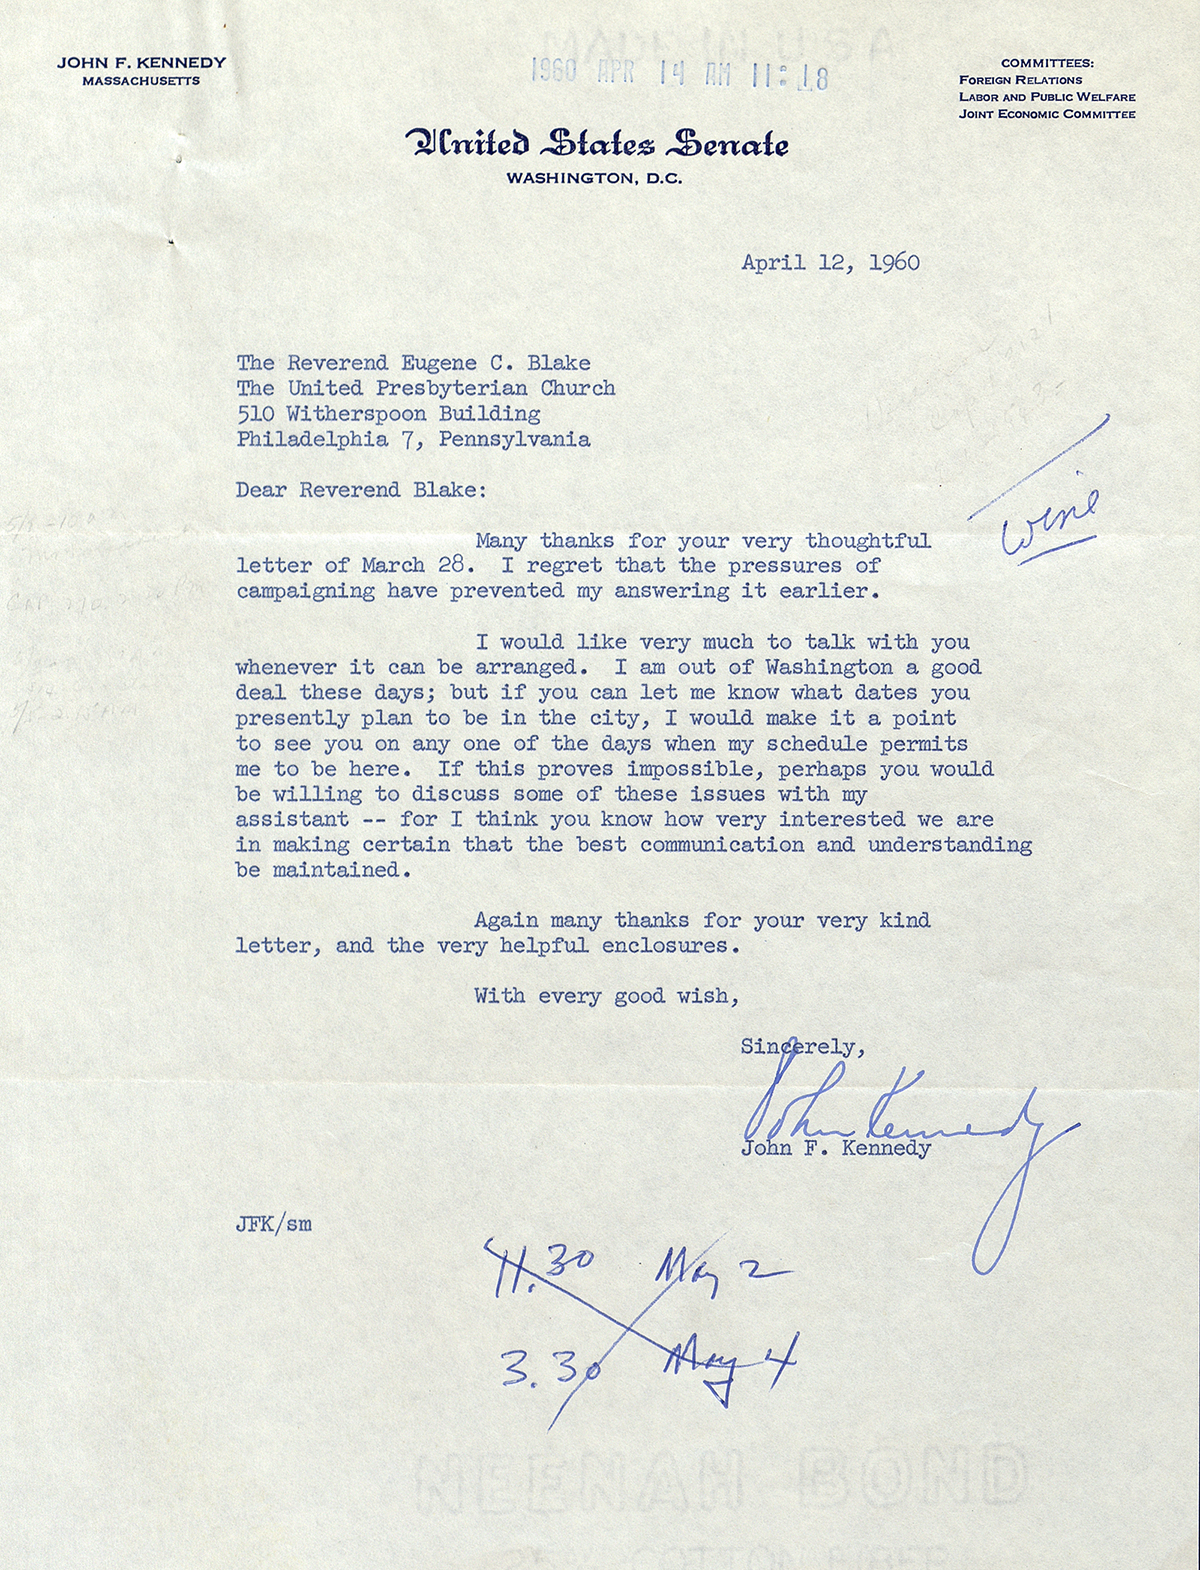 JOHN F. KENNEDY
MASSACHUSETTS
1960 APR 14 AM 11:18
COMMITTEES:
FOREIGN RELATIONS
LABOR AND PUBLIC WELFARE
JOINT ECONOMIC COMMITTEE
United States Senate
WASHINGTON, D.C.
April 12, 1960
The Reverend Eugene C. Blake
The United Presbyterian Church
510 Witherspoon Building
Philadelphia 7, Pennsylvania
Dear Reverend Blake:
Many thanks for your very thoughtful
letter of March 28. I regret that the pressures of
campaigning have prevented my answering it earlier.
I would like very much to talk with you
whenever it can be arranged. I am out of Washington a good
deal these days; but if you can let me know what dates you
presently plan to be in the city, I would make it a point
to see you on any one of the days when my schedule permits
me to be here. If this proves impossible, perhaps you would
be willing to discuss some of these issues with my
assistant -- for I think you know how very interested we are
in making certain that the best communication and understanding
be maintained.
Again many thanks for your very kind
letter, and the very helpful enclosures.
With every good wish,
Sincerely,
John Kennedy
John F. Kennedy
JFK/sm
11.30 May 2
3.30 May 4
NEENAH BOND
25% COTTON FIBER